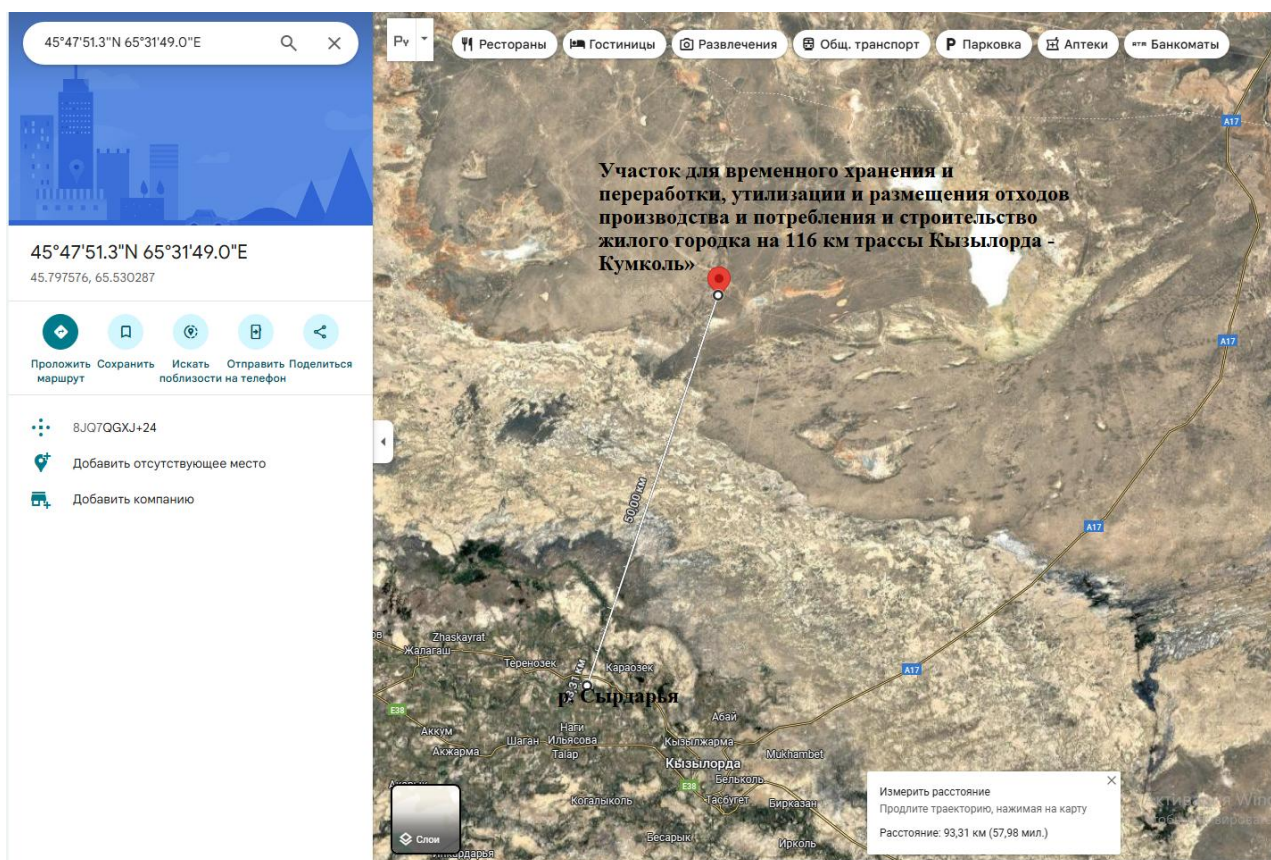 45°47'51.3"N 65°31'49.0"E
45°47'51.3"N 65°31'49.0"E
45.797576, 65.530287
Проложить маршрут
Сохранить
Искать поблизости
Отправить на телефон
Поделиться
8JQ7QGXJ+24
Добавить отсутствующее место
Добавить компанию
Ру
Рестораны
Гостиницы
Развлечения
Общ. транспорт
Парковка
Аптеки
Банкоматы
A17
Участок для временного хранения и
переработки, утилизации и размещения отходов
производства и потребления и строительство
жилого городка на 116 км трассы Кызылорда -
Кумколь»
A17
50,00 км
A17
Zhaskayrat
Жалагаш
Теренозек
Караозек
A17
р. Сырдарья
E38
Аккум
Абай
Наги
Ильясова
Шаган
Talap
Акжарма
Кызылжарма
Mukhambet
Кызылорда
E38
Белькөль
Тасбугет
Бирказан
Когалыколь
Бесарык
Ирколь
Слои
Измерить расстояние
Продлите траекторию, нажимая на карту
Расстояние: 93,31 км (57,98 мил.)